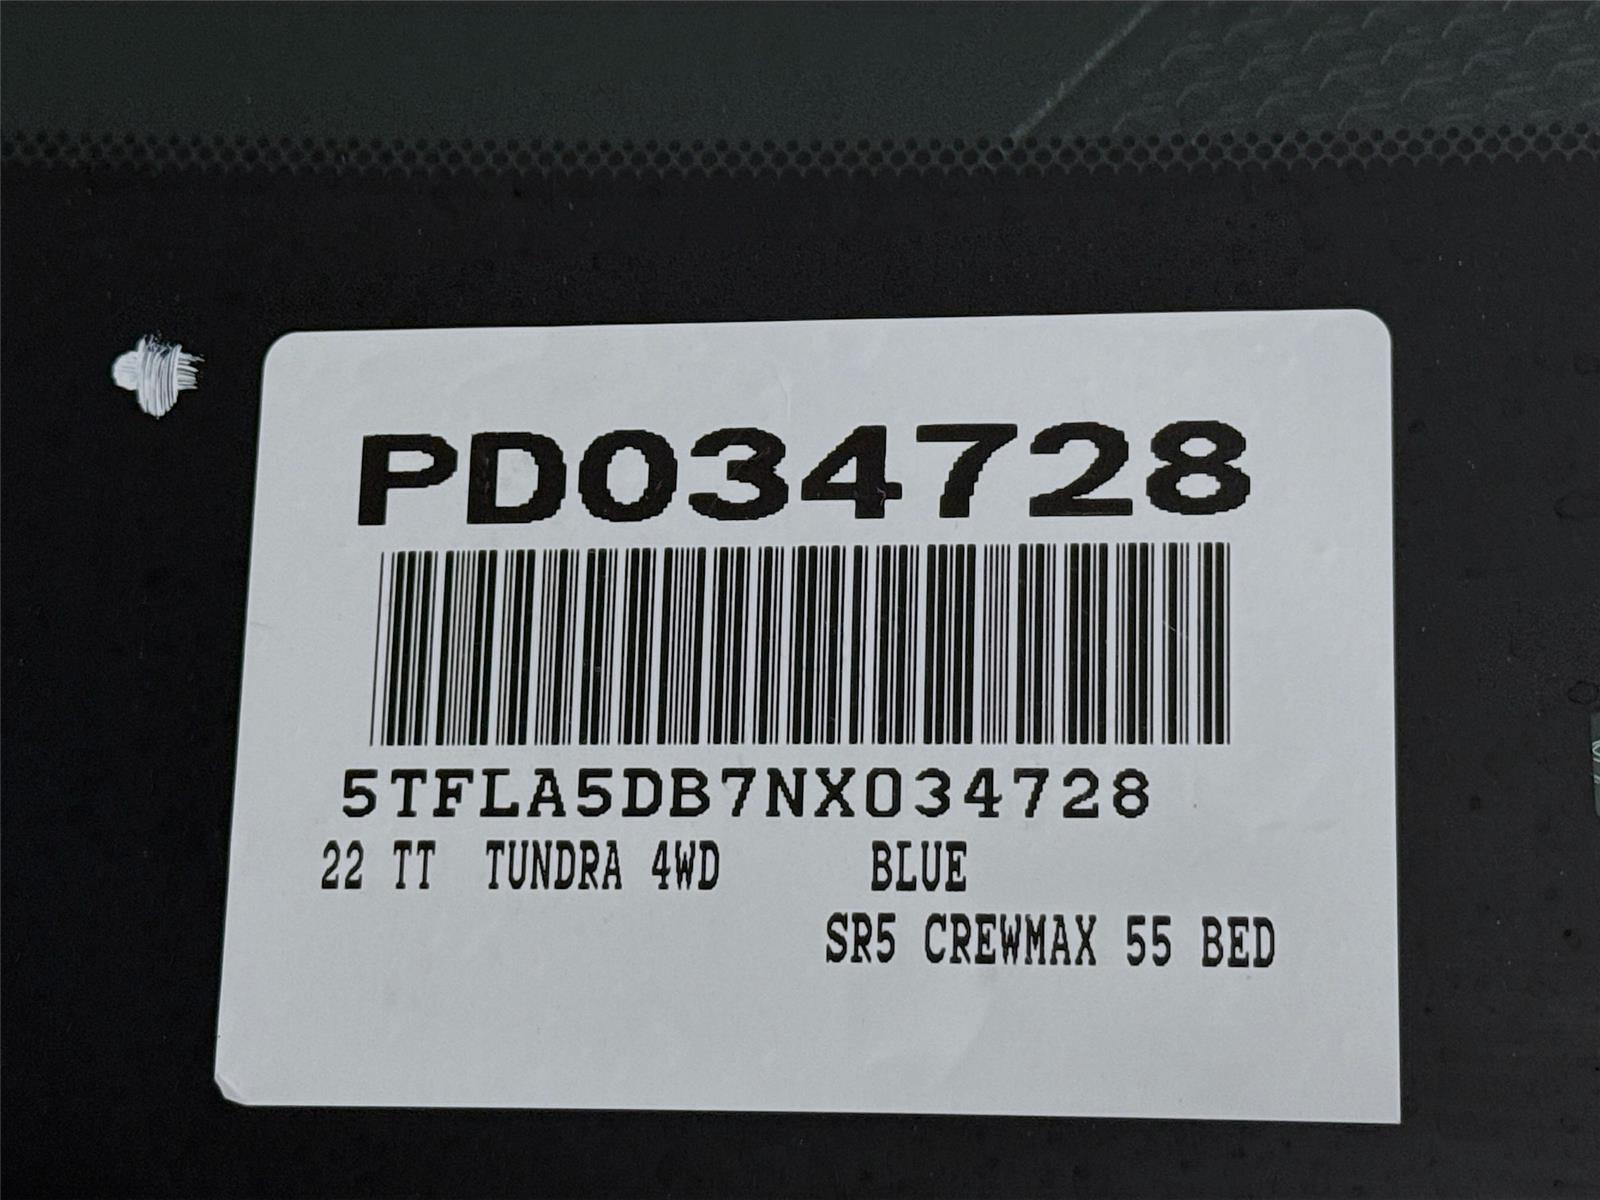 PD034728
5TFLA5DB7NX034728
22 TT TUNDRA 4WD BLUE
SR5 CREWMAX 55 BED